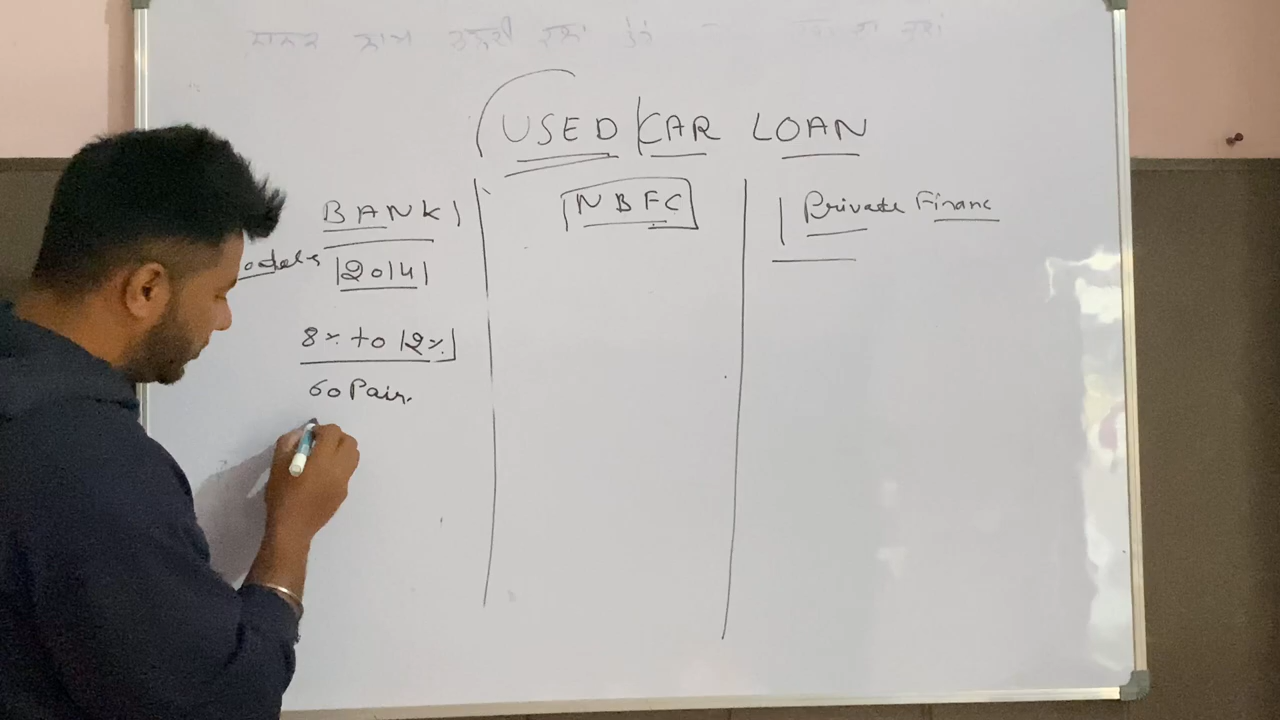 USED CAR LOAN
BANK
NBFC
Private Financ
odels
2014
8% to 12%
60 Pair.